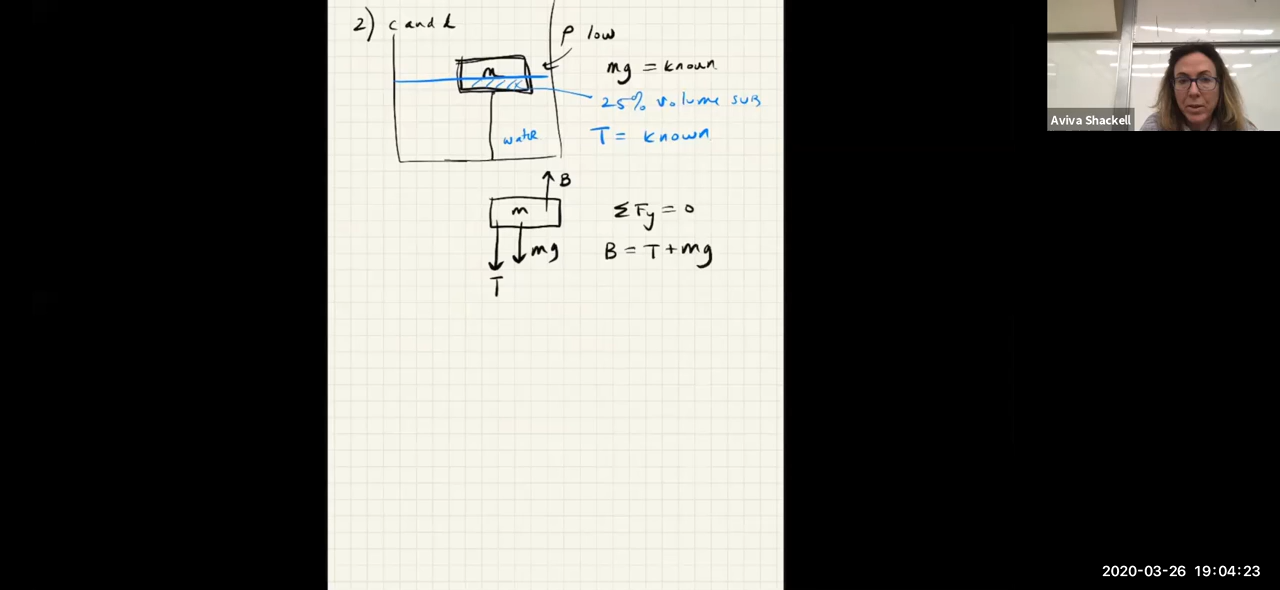 2) c and d
ρ low
m
mg = known
25% volume sub
T = known
water
B
m
ΣFy = 0
mg
B = T + mg
T
Aviva Shackell
2020-03-26 19:04:23